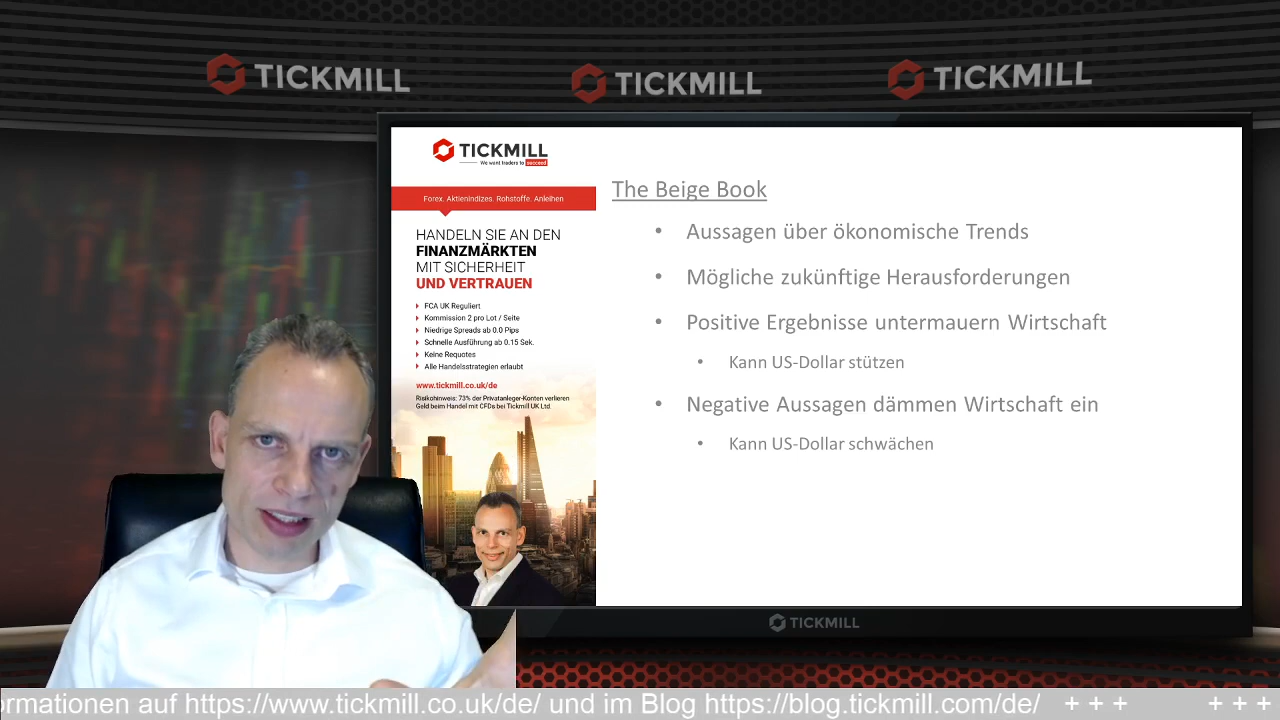 TICKMILL
TICKMILL
TICKMILL
TICKMILL
We want traders to succeed
Forex. Aktienindizes. Rohstoffe. Anleihen
HANDELN SIE AN DEN
FINANZMÄRKTEN
MIT SICHERHEIT
UND VERTRAUEN
FCA UK Reguliert
Kommission 2 pro Lot / Seite
Niedrige Spreads ab 0.0 Pips
Schnelle Ausführung ab 0.15 Sek.
Keine Requotes
Alle Handelsstrategien erlaubt
www.tickmill.co.uk/de
Risikohinweis: 73% der Privatanleger-Konten verlieren
Geld beim Handel mit CFDs bei Tickmill UK Ltd.
The Beige Book
• Aussagen über ökonomische Trends
• Mögliche zukünftige Herausforderungen
• Positive Ergebnisse untermauern Wirtschaft
• Kann US-Dollar stützen
• Negative Aussagen dämmen Wirtschaft ein
• Kann US-Dollar schwächen
TICKMILL
ormationen auf https://www.tickmill.co.uk/de/ und im Blog https://blog.tickmill.com/de/ +++ +++